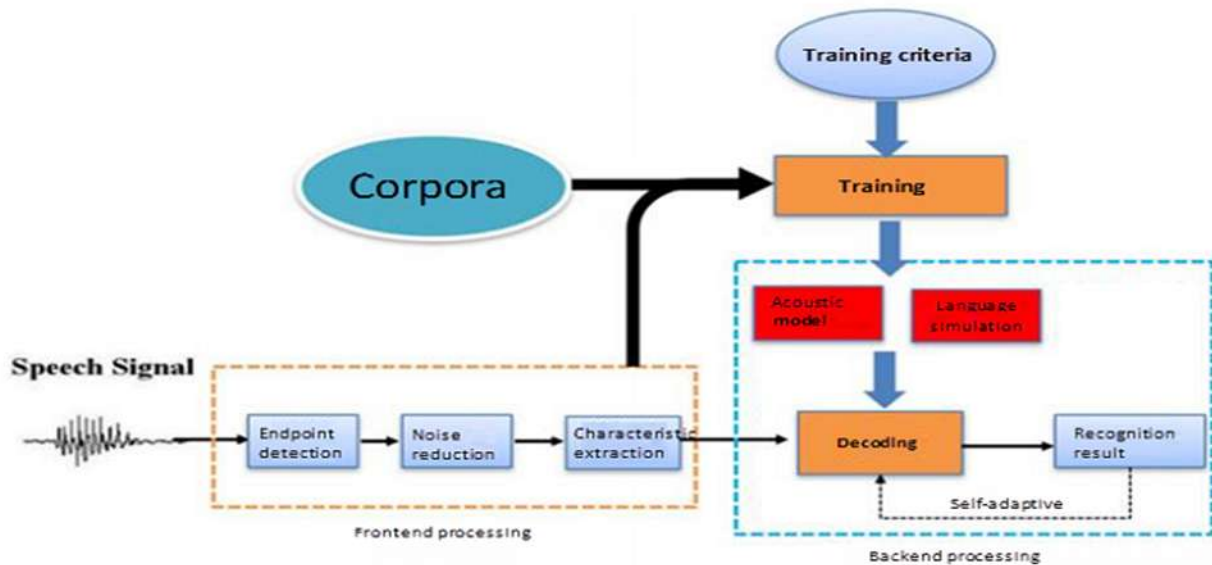 Training criteria
Corpora
Training
Acoustic
model
Language
simulation
Speech Signal
Endpoint
detection
Noise
reduction
Characteristic
extraction
Decoding
Recognition
result
Self-adaptive
Frontend processing
Backend processing